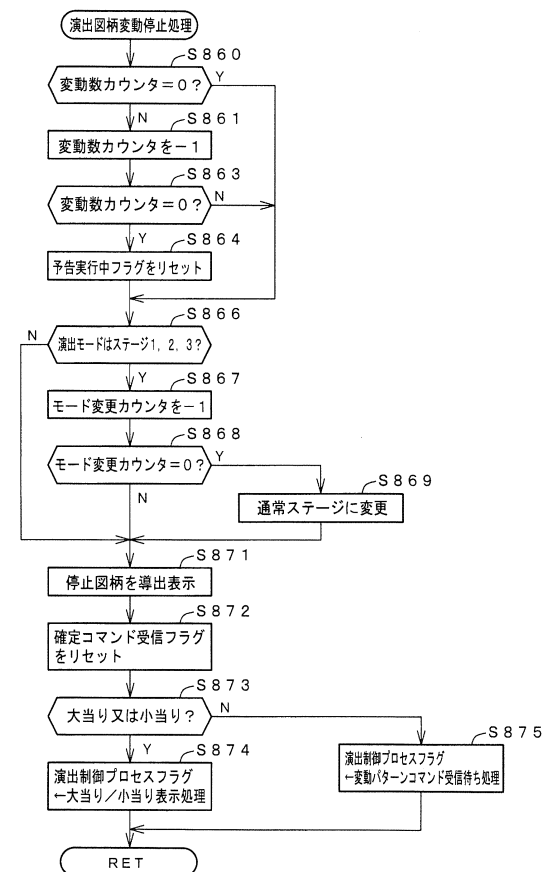 演出図柄変動停止処理
S860
変動数カウンタ＝0？
Y
N
S861
変動数カウンタを－1
S863
変動数カウンタ＝0？
N
Y
S864
予告実行中フラグをリセット
S866
N
演出モードはステージ1，2，3？
Y
S867
モード変更カウンタを－1
S868
モード変更カウンタ＝0？
Y
N
S869
通常ステージに変更
S871
停止図柄を導出表示
S872
確定コマンド受信フラグ
をリセット
S873
大当り又は小当り？
N
Y
S874
演出制御プロセスフラグ
←大当り／小当り表示処理
S875
演出制御プロセスフラグ
←変動パターンコマンド受信待ち処理
RET